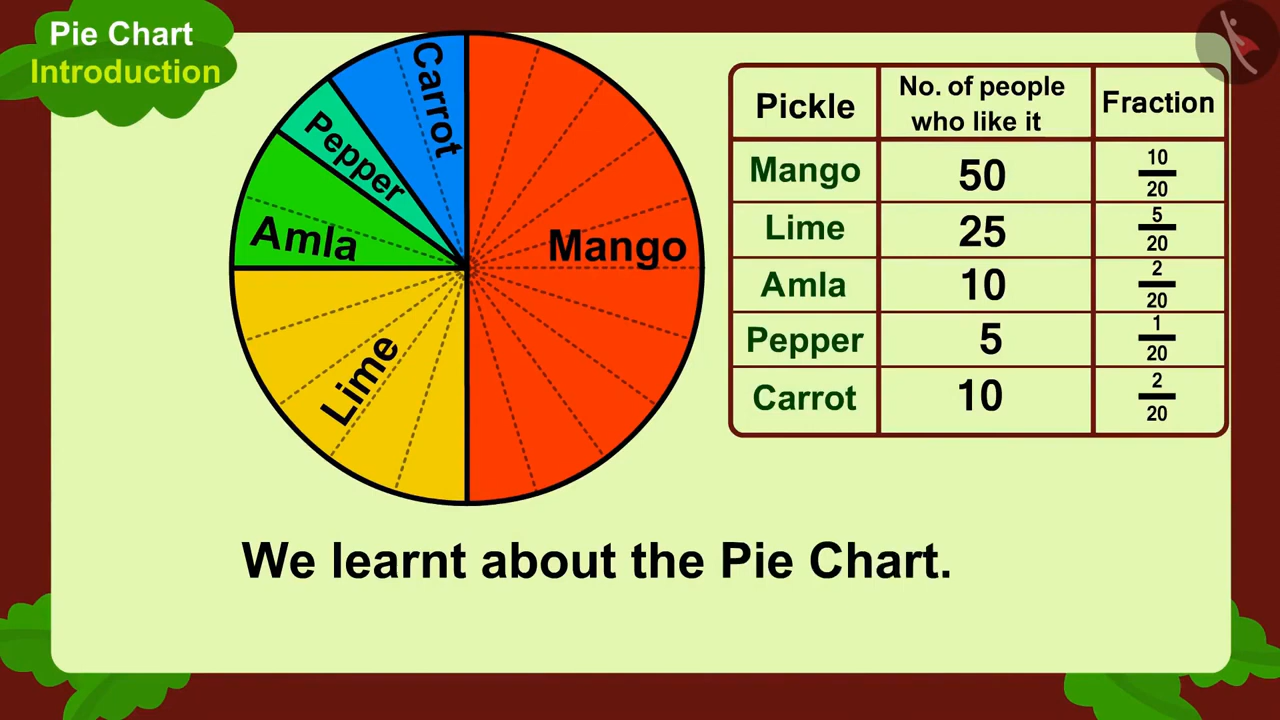 Pie Chart
Introduction
Carrot
Pepper
Amla
Mango
Lime
Pickle No. of people who like it Fraction
Mango 50 10/20
Lime 25 5/20
Amla 10 2/20
Pepper 5 1/20
Carrot 10 2/20
We learnt about the Pie Chart.